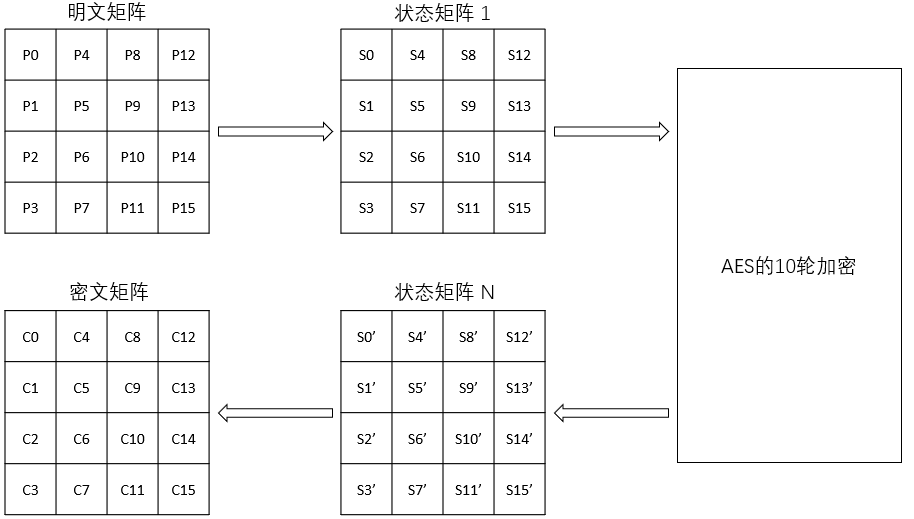 明文矩阵
P0 P4 P8 P12
P1 P5 P9 P13
P2 P6 P10 P14
P3 P7 P11 P15
状态矩阵 1
S0 S4 S8 S12
S1 S5 S9 S13
S2 S6 S10 S14
S3 S7 S11 S15
AES的10轮加密
密文矩阵
C0 C4 C8 C12
C1 C5 C9 C13
C2 C6 C10 C14
C3 C7 C11 C15
状态矩阵 N
S0’ S4’ S8’ S12’
S1’ S5’ S9’ S13’
S2’ S6’ S10’ S14’
S3’ S7’ S11’ S15’